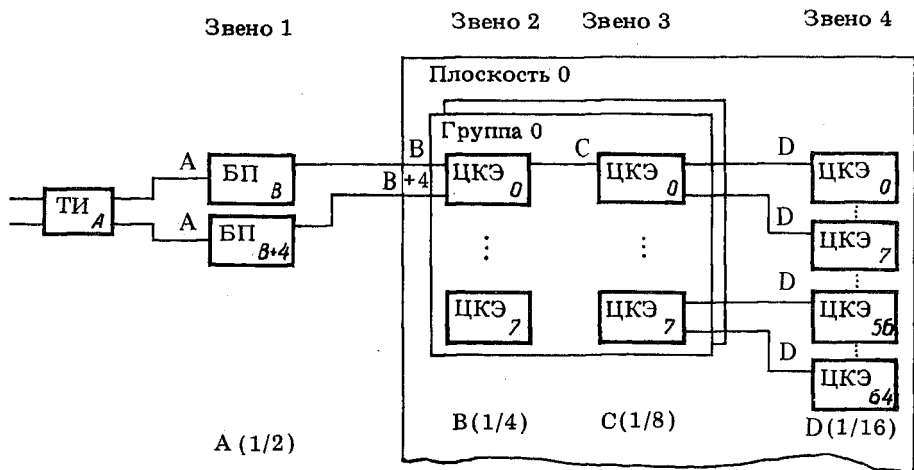 Звено 1
Звено 2
Звено 3
Звено 4
Плоскость 0
Группа 0
ТИ A
A
A
БП B
БП B+4
B
B+4
ЦКЭ 0
C
ЦКЭ 0
D
ЦКЭ 0
D
ЦКЭ 7
ЦКЭ 7
ЦКЭ 7
D
ЦКЭ 56
D
ЦКЭ 64
A (1/2)
B (1/4)
C (1/8)
D (1/16)